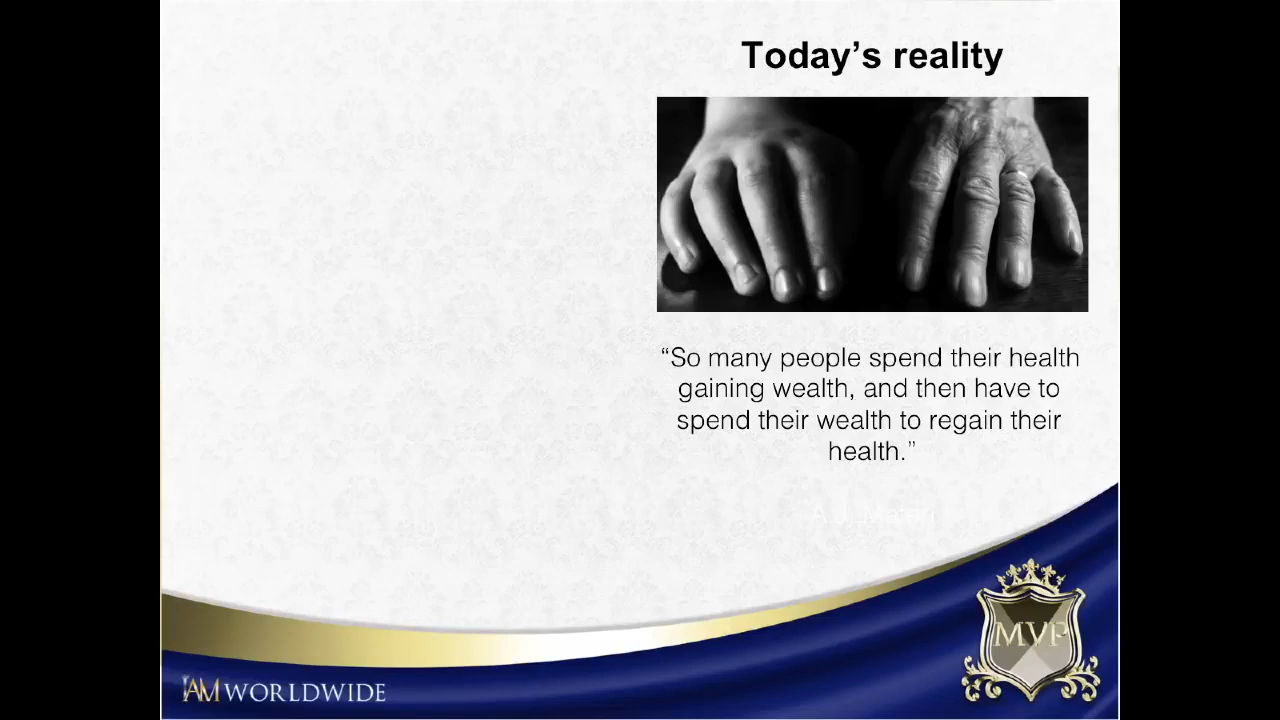 Today’s reality
“So many people spend their health
gaining wealth, and then have to
spend their wealth to regain their
health.”
A.J.
MVP
IAM WORLDWIDE